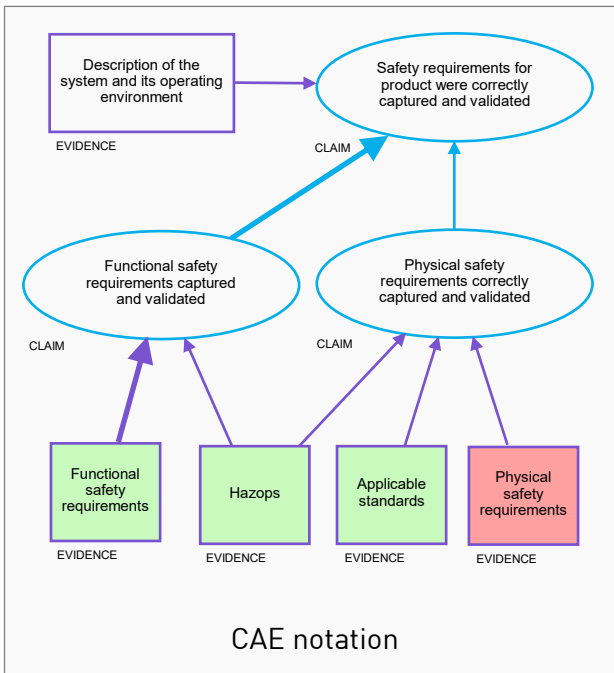 Description of the
system and its operating
environment
EVIDENCE
Safety requirements for
product were correctly
captured and validated
CLAIM
Functional safety
requirements captured
and validated
CLAIM
Physical safety
requirements correctly
captured and validated
CLAIM
Functional
safety
requirements
EVIDENCE
Hazops
EVIDENCE
Applicable
standards
EVIDENCE
Physical
safety
requirements
EVIDENCE
CAE notation